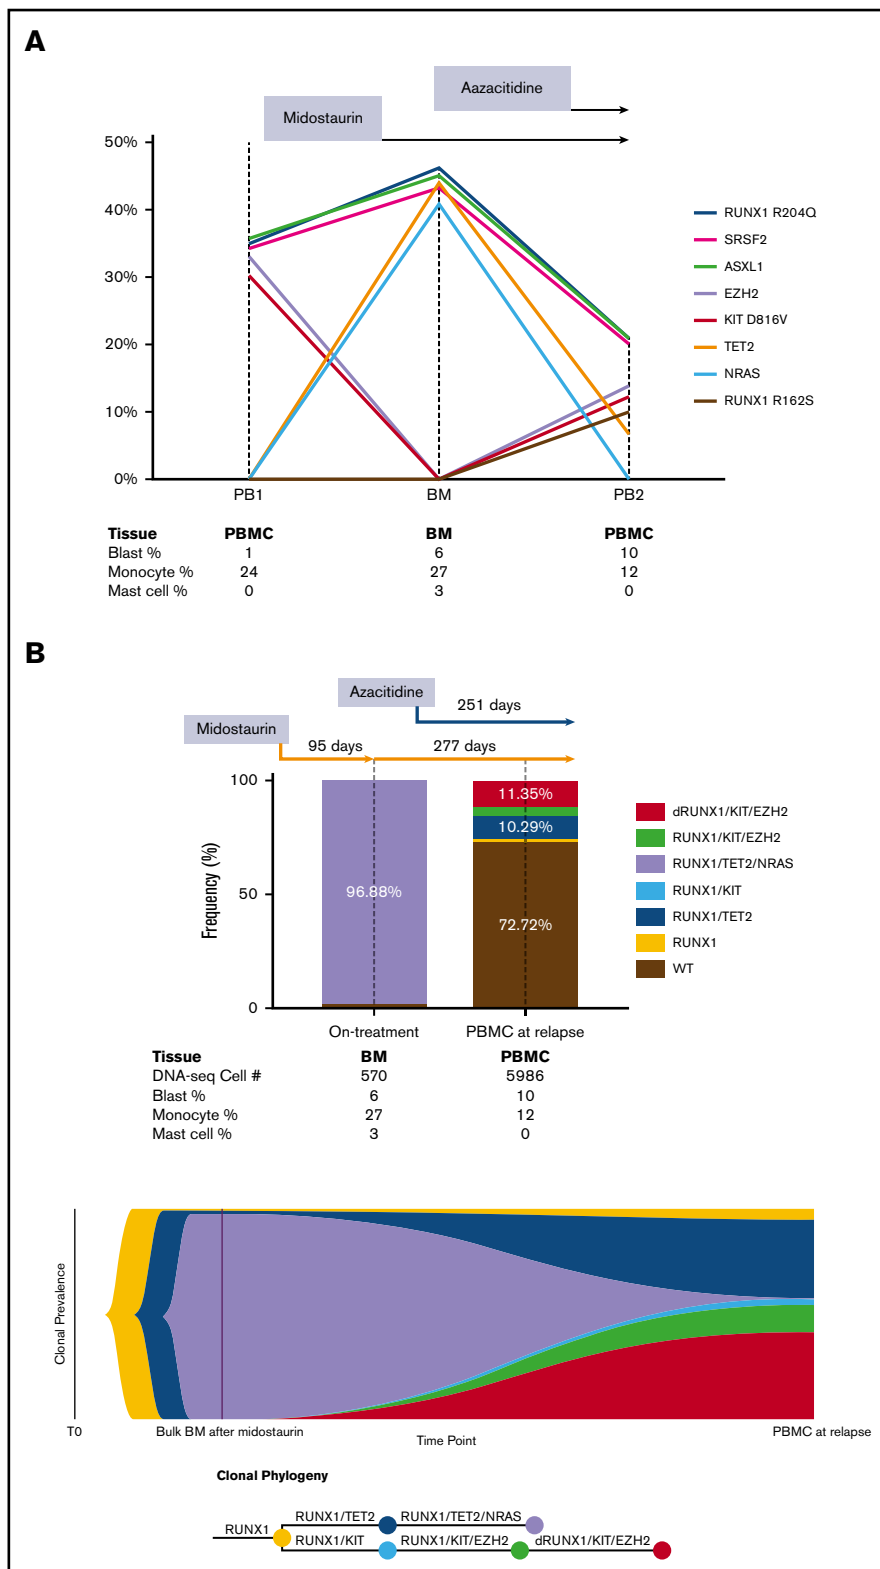 A
Aazacitidine
Midostaurin
50%
40%
30%
20%
10%
0%
PB1 BM PB2
RUNX1 R204Q
SRSF2
ASXL1
EZH2
KIT D816V
TET2
NRAS
RUNX1 R162S
Tissue PBMC BM PBMC
Blast % 1 6 10
Monocyte % 24 27 12
Mast cell % 0 3 0
B
Azacitidine
251 days
Midostaurin
95 days 277 days
Frequency (%)
100
50
0
96.88%
11.35%
10.29%
72.72%
On-treatment PBMC at relapse
dRUNX1/KIT/EZH2
RUNX1/KIT/EZH2
RUNX1/TET2/NRAS
RUNX1/KIT
RUNX1/TET2
RUNX1
WT
Tissue BM PBMC
DNA-seq Cell # 570 5986
Blast % 6 10
Monocyte % 27 12
Mast cell % 3 0
Clonal Prevalence
T0 Bulk BM after midostaurin PBMC at relapse
Time Point
Clonal Phylogeny
RUNX1/TET2 RUNX1/TET2/NRAS
RUNX1
RUNX1/KIT RUNX1/KIT/EZH2 dRUNX1/KIT/EZH2